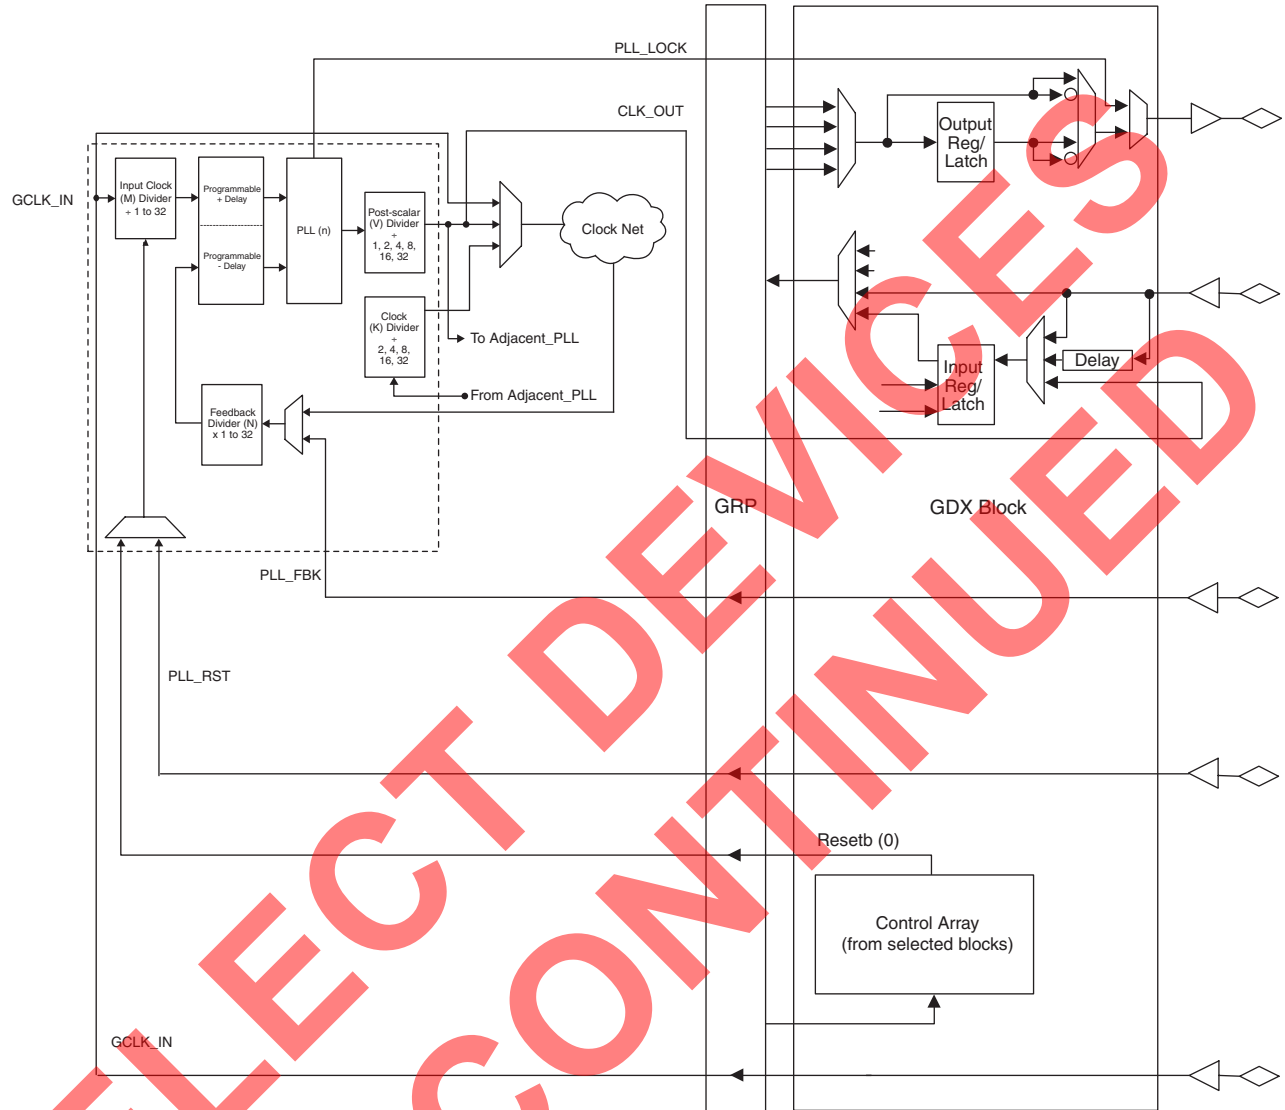 PLL_LOCK
CLK_OUT
GCLK_IN
Input Clock
(M) Divider
÷ 1 to 32
Programmable
+ Delay
Programmable
- Delay
PLL (n)
Post-scalar
(V) Divider
÷
1, 2, 4, 8,
16, 32
Clock Net
Clock
(K) Divider
÷
2, 4, 8,
16, 32
To Adjacent_PLL
From Adjacent_PLL
Feedback
Divider (N)
x 1 to 32
Output
Reg/
Latch
Input
Reg/
Latch
Delay
GRP
GDX Block
PLL_FBK
PLL_RST
Resetb (0)
Control Array
(from selected blocks)
GCLK_IN
ELECT DEVICES
CONTINUED